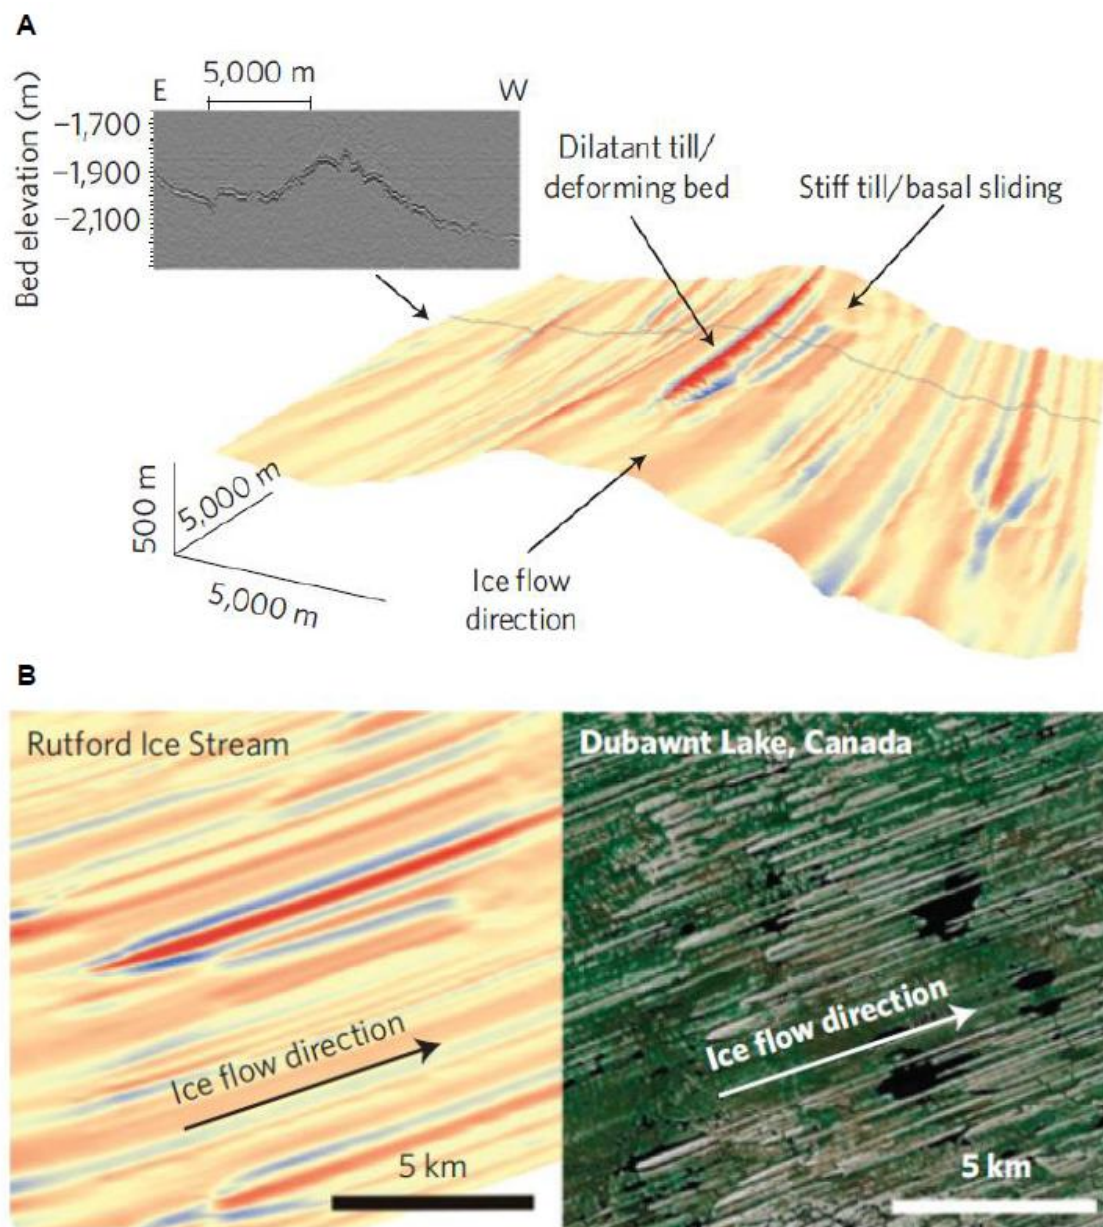 A
5,000 m
E
W
Bed elevation (m)
−1,700
−1,900
−2,100
Dilatant till/
deforming bed
Stiff till/basal sliding
500 m
5,000 m
5,000 m
Ice flow
direction
B
Rutford Ice Stream
Dubawnt Lake, Canada
Ice flow direction
Ice flow direction
5 km
5 km